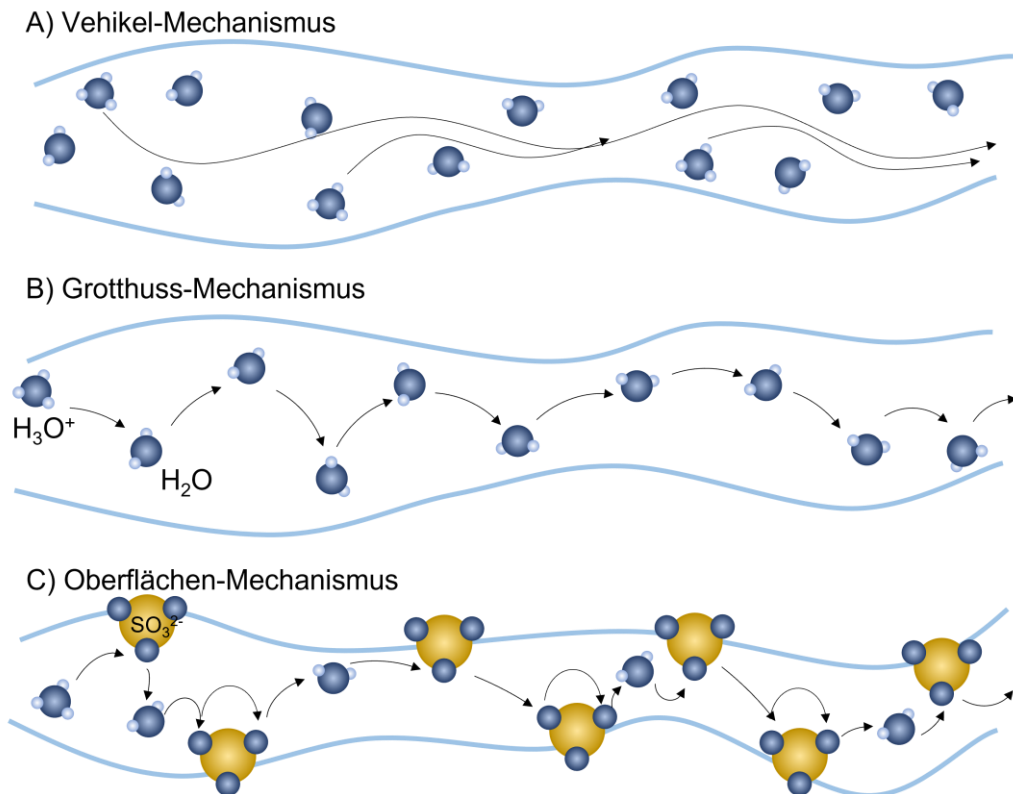 A) Vehikel-Mechanismus
B) Grotthuss-Mechanismus
H₃O⁺
H₂O
C) Oberflächen-Mechanismus
SO₃²⁻